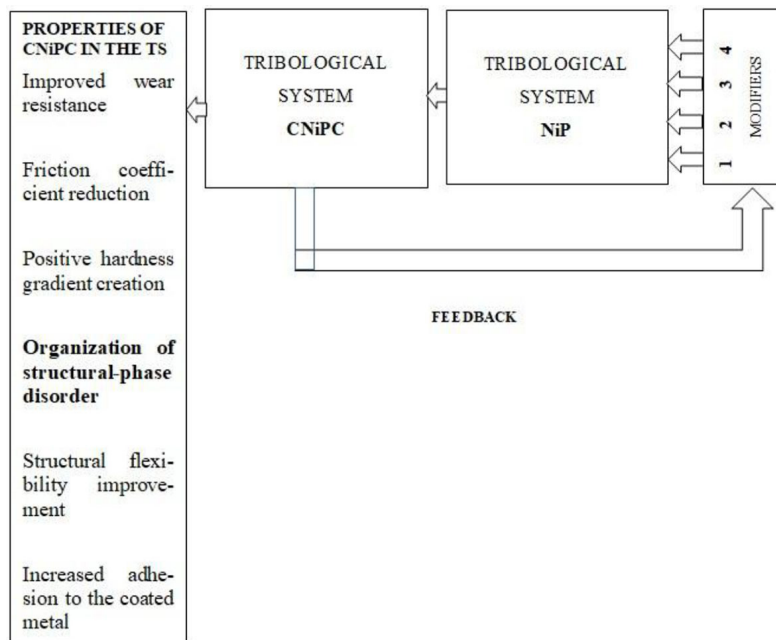 PROPERTIES OF
CNiPC IN THE TS
Improved wear
resistance
Friction coeffi-
cient reduction
Positive hardness
gradient creation
Organization of
structural-phase
disorder
Structural flexi-
bility improve-
ment
Increased adhe-
sion to the coated
metal
TRIBOLOGICAL
SYSTEM
CNiPC
TRIBOLOGICAL
SYSTEM
NiP
4
3
2
1
MODIFIERS
FEEDBACK